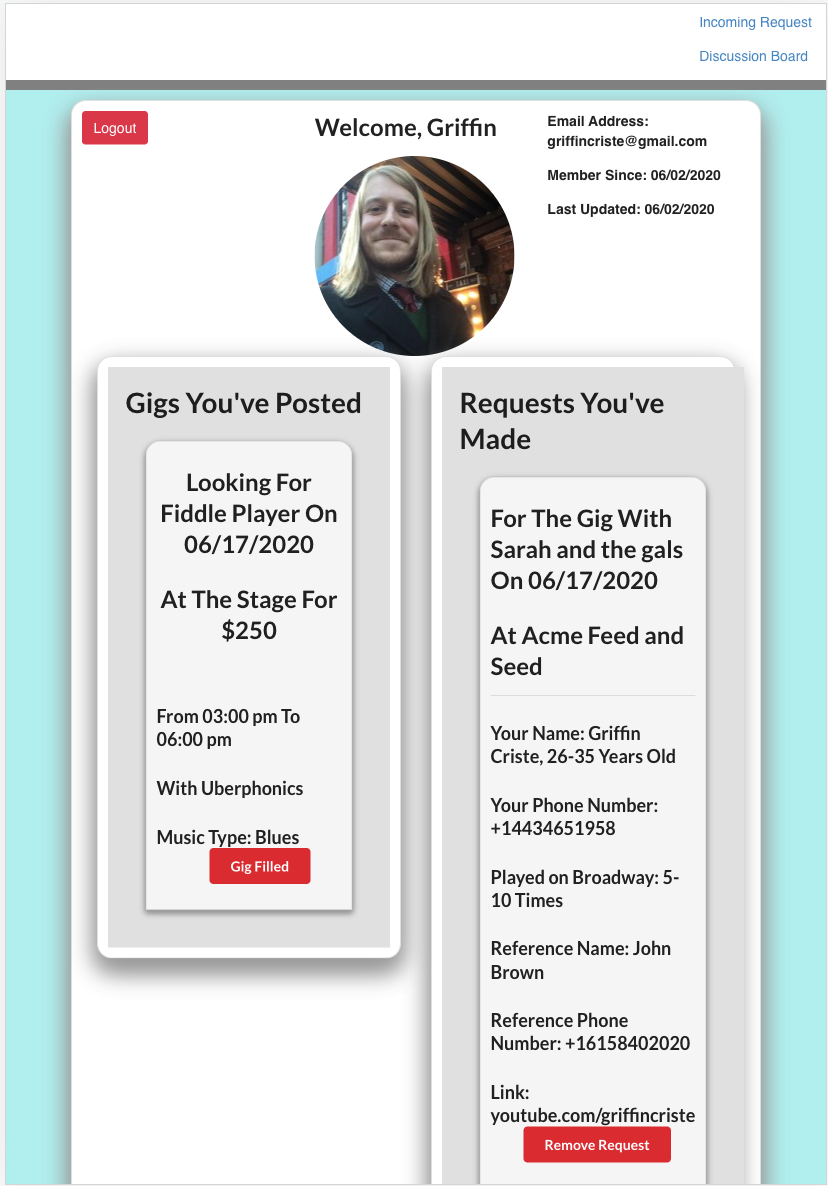 Incoming Request
Discussion Board
Logout
Welcome, Griffin
Email Address:
griffincriste@gmail.com
Member Since: 06/02/2020
Last Updated: 06/02/2020
Gigs You've Posted
Looking For
Fiddle Player On
06/17/2020
At The Stage For
$250
From 03:00 pm To
06:00 pm
With Uberphonics
Music Type: Blues
Gig Filled
Requests You've
Made
For The Gig With
Sarah and the gals
On 06/17/2020
At Acme Feed and
Seed
Your Name: Griffin
Criste, 26-35 Years Old
Your Phone Number:
+14434651958
Played on Broadway: 5-
10 Times
Reference Name: John
Brown
Reference Phone
Number: +16158402020
Link:
youtube.com/griffincriste
Remove Request